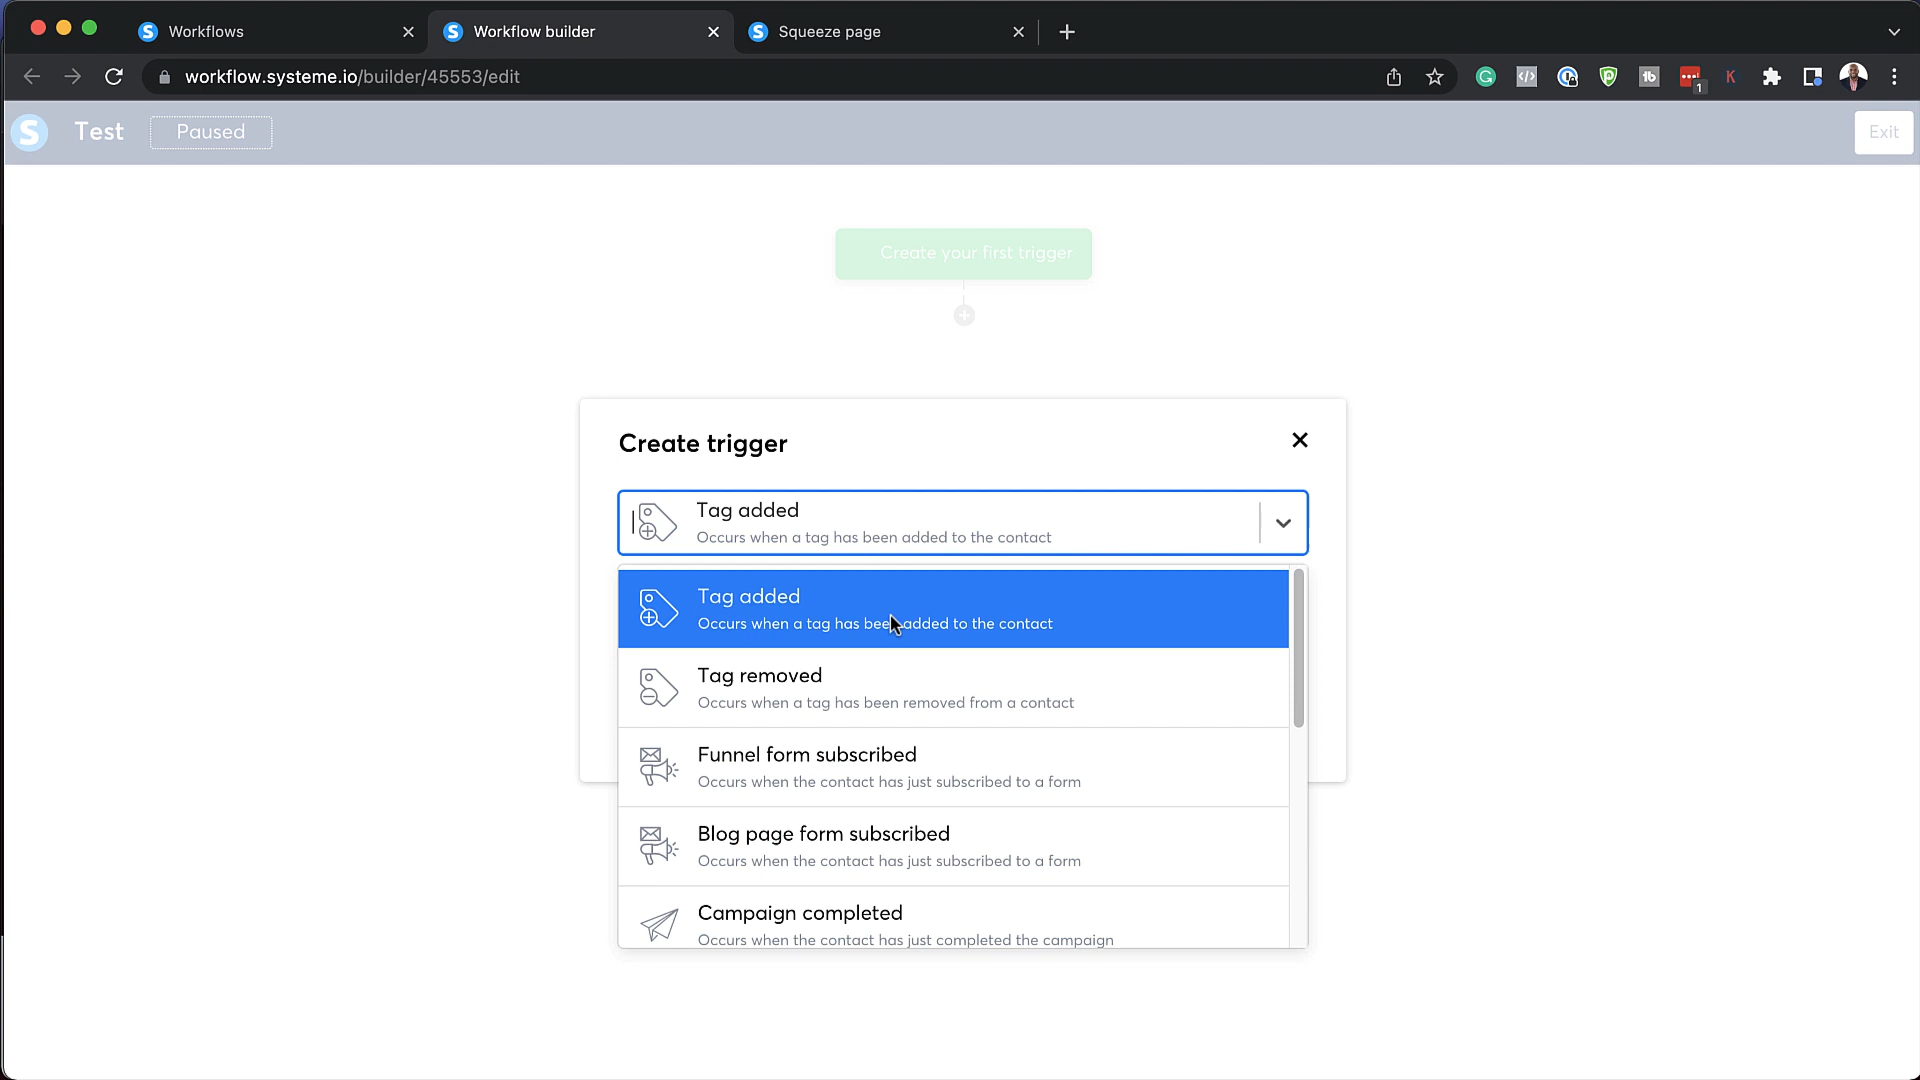 Workflows
Workflow builder
Squeeze page
workflow.systeme.io/builder/45553/edit
1
Test
Paused
Exit
Create your first trigger
Create trigger
Tag added
Occurs when a tag has been added to the contact
Tag added
Occurs when a tag has been added to the contact
Tag removed
Occurs when a tag has been removed from a contact
Funnel form subscribed
Occurs when the contact has just subscribed to a form
Blog page form subscribed
Occurs when the contact has just subscribed to a form
Campaign completed
Occurs when the contact has just completed the campaign